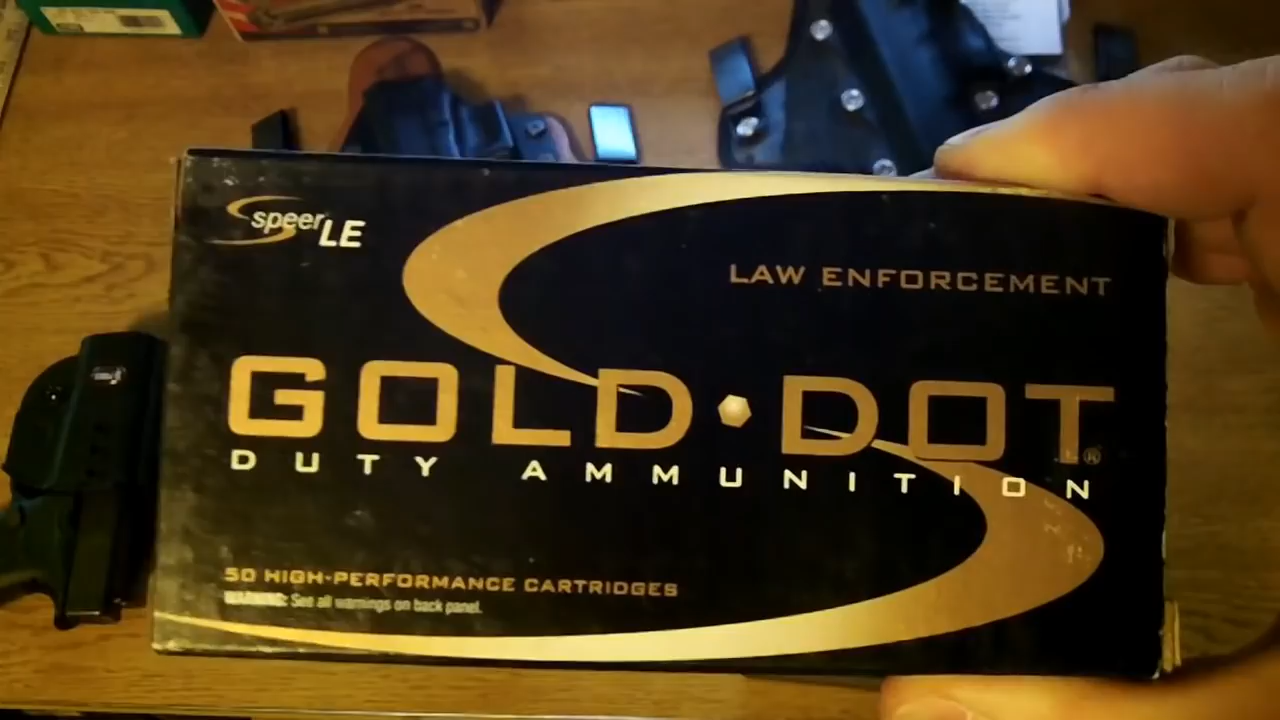 speer LE
LAW ENFORCEMENT
GOLD DOT®
DUTY AMMUNITION
50 HIGH-PERFORMANCE CARTRIDGES
WARNING: See all warnings on back panel.